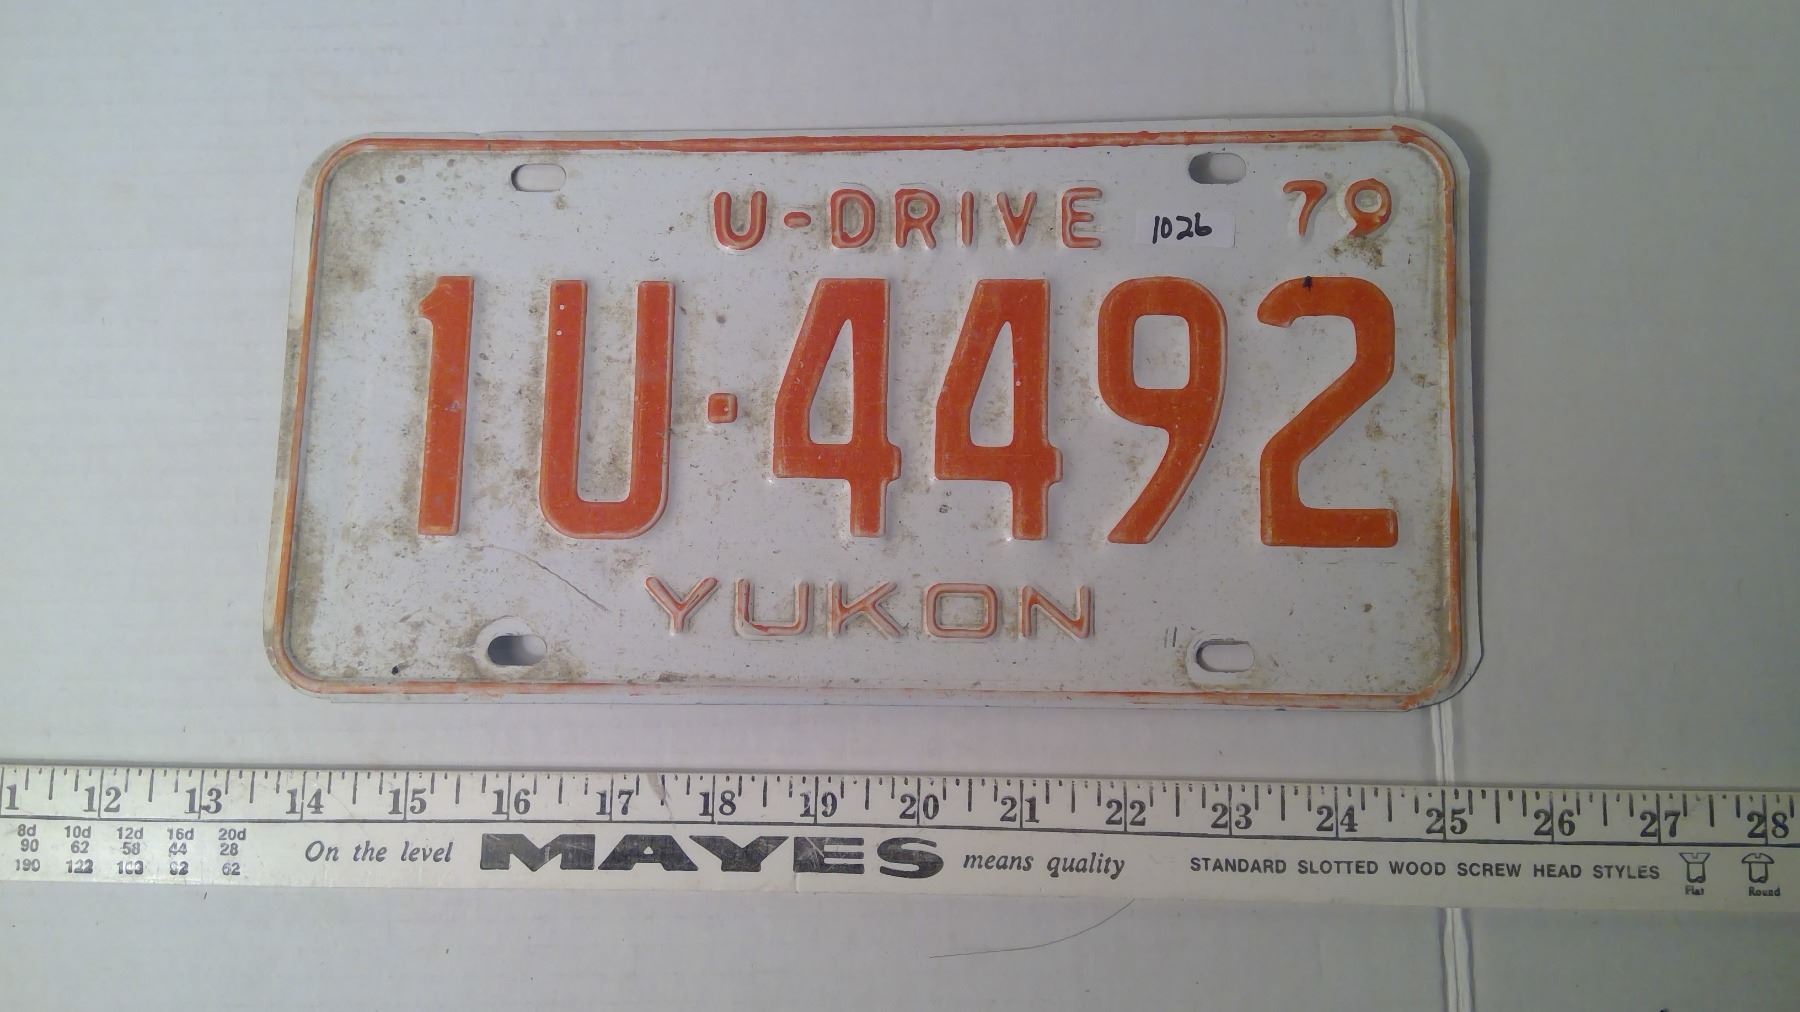 U-DRIVE 1026 79
1U·4492
YUKON
1 12 13 14 15 16 17 18 19 20 21 22 23 24 25 26 27 28
8d 10d 12d 16d 20d
90 62 58 44 28
190 122 103 92 62
On the level MAYES means quality STANDARD SLOTTED WOOD SCREW HEAD STYLES
Flat Round